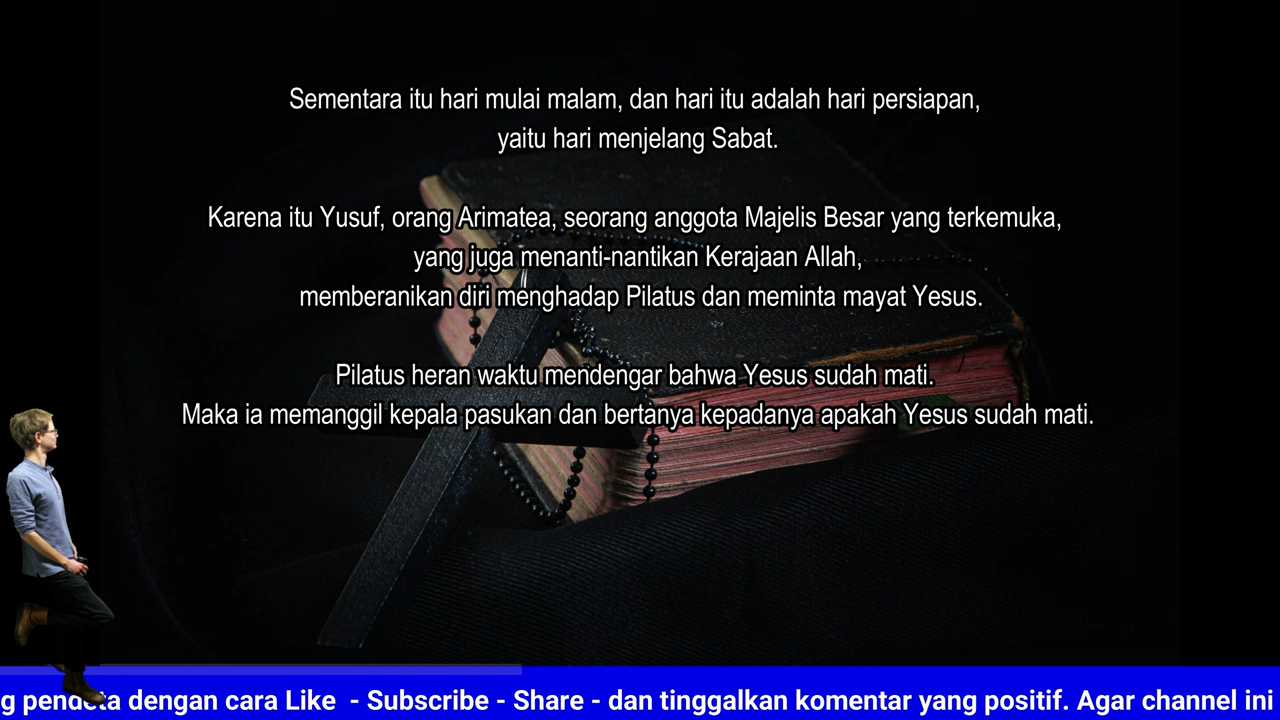 Sementara itu hari mulai malam, dan hari itu adalah hari persiapan,
yaitu hari menjelang Sabat.
Karena itu Yusuf, orang Arimatea, seorang anggota Majelis Besar yang terkemuka,
yang juga menanti-nantikan Kerajaan Allah,
memberanikan diri menghadap Pilatus dan meminta mayat Yesus.
Pilatus heran waktu mendengar bahwa Yesus sudah mati.
Maka ia memanggil kepala pasukan dan bertanya kepadanya apakah Yesus sudah mati.
g pendeta dengan cara Like - Subscribe - Share - dan tinggalkan komentar yang positif. Agar channel ini